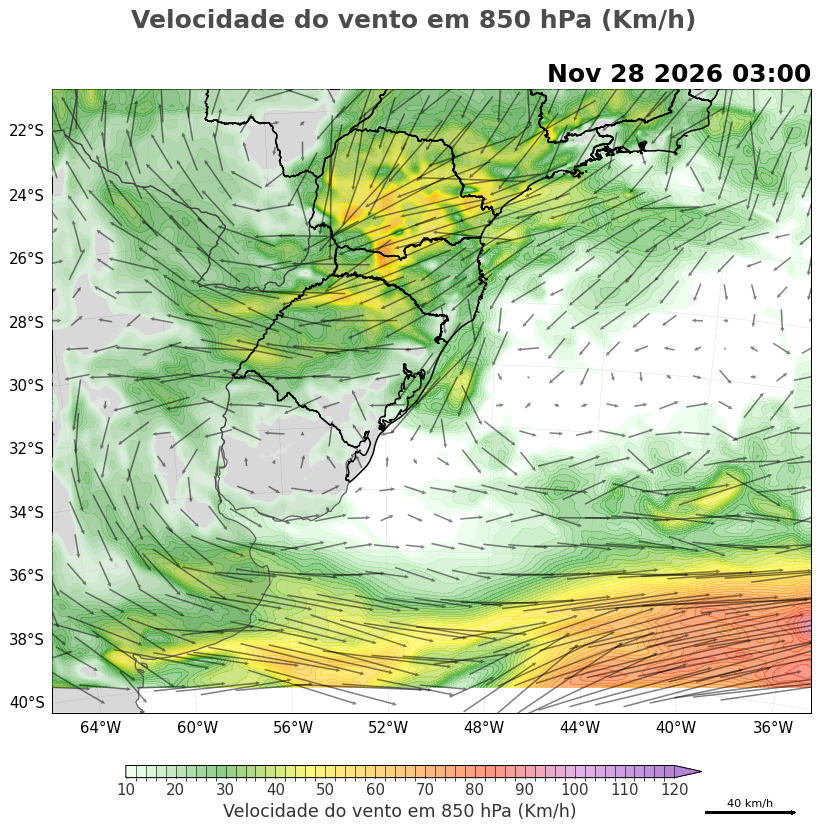 Velocidade do vento em 850 hPa (Km/h)
Nov 28 2026 03:00
22°S
24°S
26°S
28°S
30°S
32°S
34°S
36°S
38°S
40°S
64°W 60°W 56°W 52°W 48°W 44°W 40°W 36°W
10 20 30 40 50 60 70 80 90 100 110 120
Velocidade do vento em 850 hPa (Km/h)
40 km/h